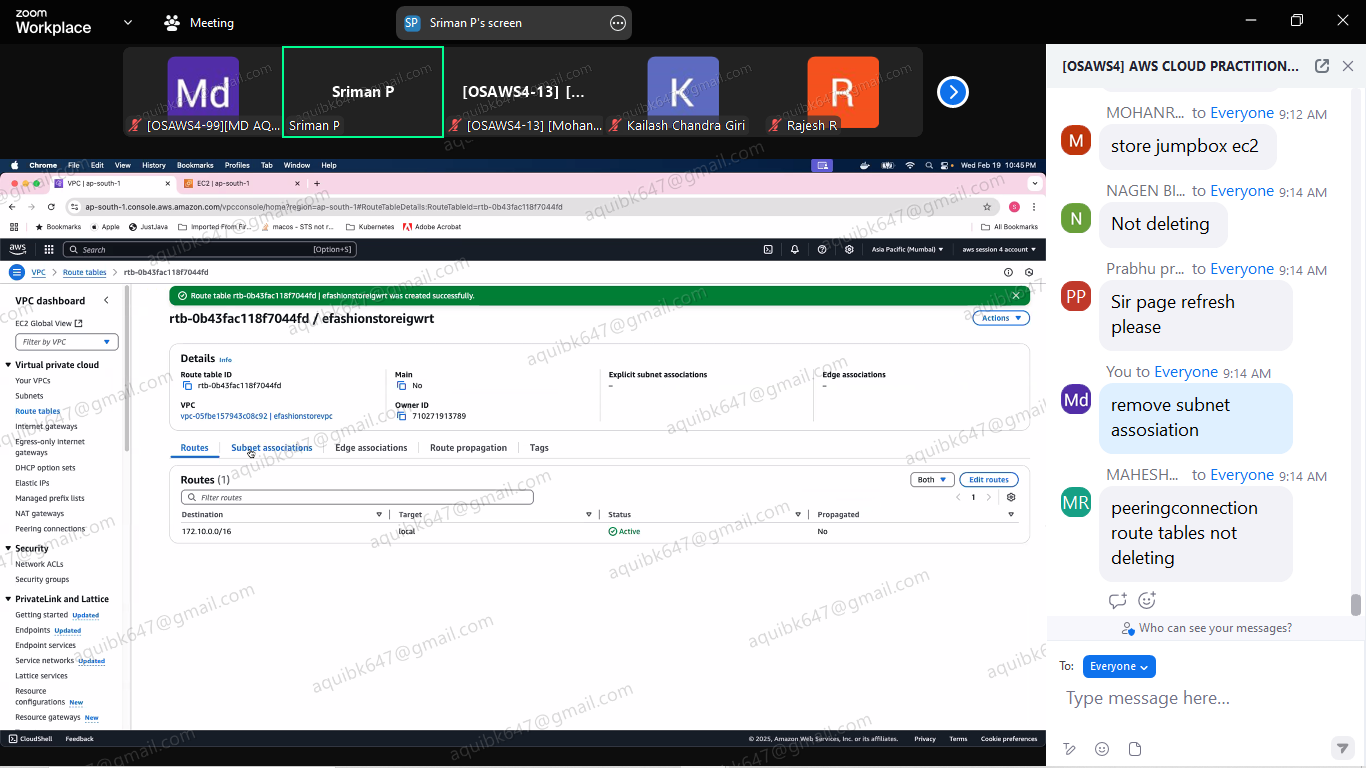 zoom
Workplace
Meeting
SP
Sriman P's screen
Md
[OSAWS4-99][MD AQ...
Sriman P
Sriman P
[OSAWS4-13] [...
[OSAWS4-13] [Mohan...
K
Kailash Chandra Giri
R
Rajesh R
Chrome File Edit View History Bookmarks Profiles Tab Window Help
Wed Feb 19 10:45 PM
VPC | ap-south-1
EC2 | ap-south-1
ap-south-1.console.aws.amazon.com/vpcconsole/home?region=ap-south-1#RouteTableDetails:RouteTableId=rtb-0b43fac118f7044fd
S
Bookmarks
Apple
JustJava
Imported From Fir...
macos - STS not r...
Kubernetes
Adobe Acrobat
All Bookmarks
aws
Search
[Option+S]
Asia Pacific (Mumbai)
aws session 4 account
VPC
Route tables
rtb-0b43fac118f7044fd
VPC dashboard
EC2 Global View
Filter by VPC
Virtual private cloud
Your VPCs
Subnets
Route tables
Internet gateways
Egress-only internet
gateways
DHCP option sets
Elastic IPs
Managed prefix lists
NAT gateways
Peering connections
Security
Network ACLs
Security groups
PrivateLink and Lattice
Getting started Updated
Endpoints Updated
Endpoint services
Service networks Updated
Lattice services
Resource
configurations New
Resource gateways New
Route table rtb-0b43fac118f7044fd | efashionstoreigwrt was created successfully.
rtb-0b43fac118f7044fd / efashionstoreigwrt
Actions
Details Info
Route table ID
rtb-0b43fac118f7044fd
Main
No
Explicit subnet associations
–
Edge associations
–
VPC
vpc-05fbe157943c08c92 | efashionstorevpc
Owner ID
710271913789
Routes
Subnet associations
Edge associations
Route propagation
Tags
Routes (1)
Both
Edit routes
Filter routes
1
Destination
Target
Status
Propagated
172.10.0.0/16
local
Active
No
CloudShell
Feedback
© 2025, Amazon Web Services, Inc. or its affiliates.
Privacy
Terms
Cookie preferences
aquibk647@gmail.com
[OSAWS4] AWS CLOUD PRACTITION...
MOHANR... to Everyone 9:12 AM
M
store jumpbox ec2
NAGEN BI... to Everyone 9:14 AM
N
Not deleting
Prabhu pr... to Everyone 9:14 AM
PP
Sir page refresh
please
You to Everyone 9:14 AM
Md
remove subnet
assosiation
MAHESH... to Everyone 9:14 AM
MR
peeringconnection
route tables not
deleting
Who can see your messages?
To:
Everyone
Type message here...